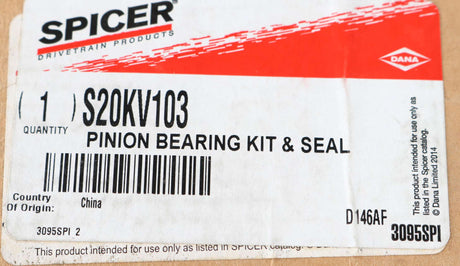 SPICER
DRIVETRAIN PRODUCTS
DANA
( 1 ) S20KV103
QUANTITY
PINION BEARING KIT & SEAL
Country
Of Origin:
China
D146AF
3095SPI 2
3095SPI
This product intended for use only as
listed in the Spicer catalog.
© Dana Limited 2014
This product intended for use only as listed in SPICER catalog.